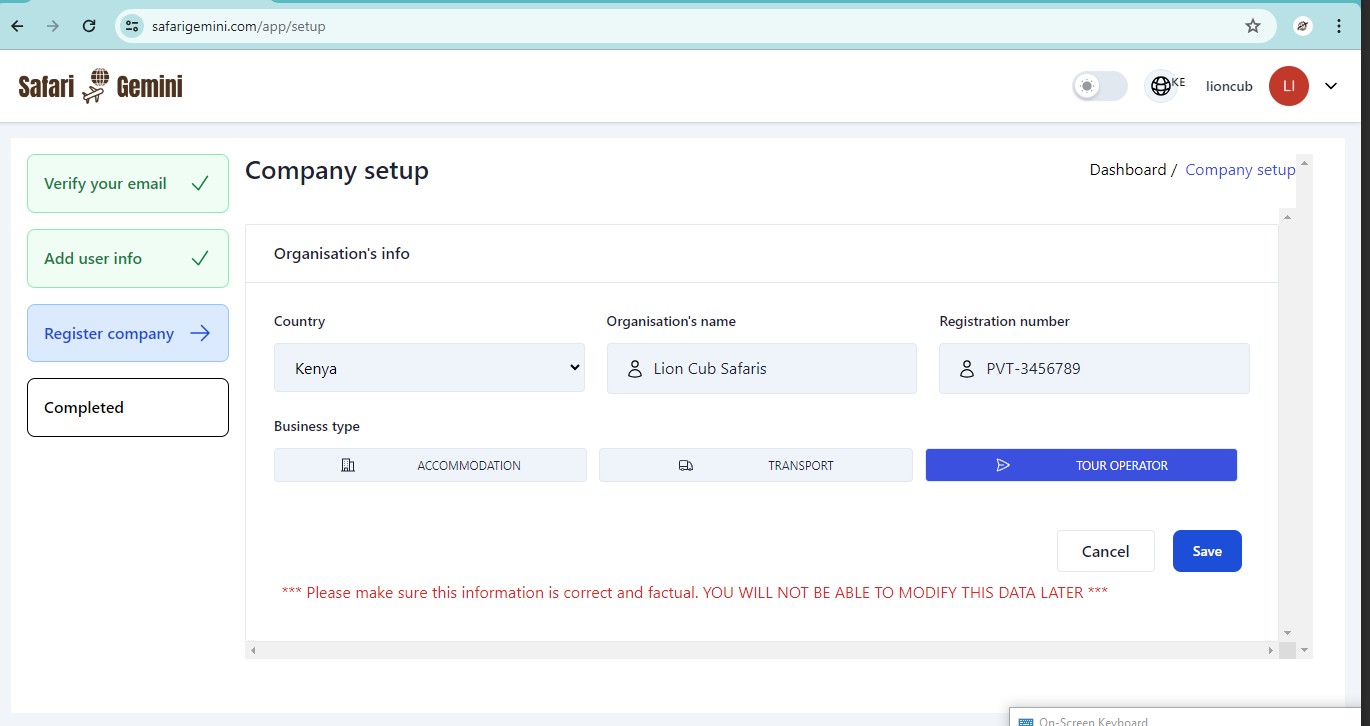 safarigemini.com/app/setup
Safari Gemini
KE
lioncub
LI
Verify your email
Add user info
Register company
Completed
Company setup
Dashboard / Company setup
Organisation's info
Country
Organisation's name
Registration number
Kenya
Lion Cub Safaris
PVT-3456789
Business type
ACCOMMODATION
TRANSPORT
TOUR OPERATOR
Cancel
Save
*** Please make sure this information is correct and factual. YOU WILL NOT BE ABLE TO MODIFY THIS DATA LATER ***
On-Screen Keyboard